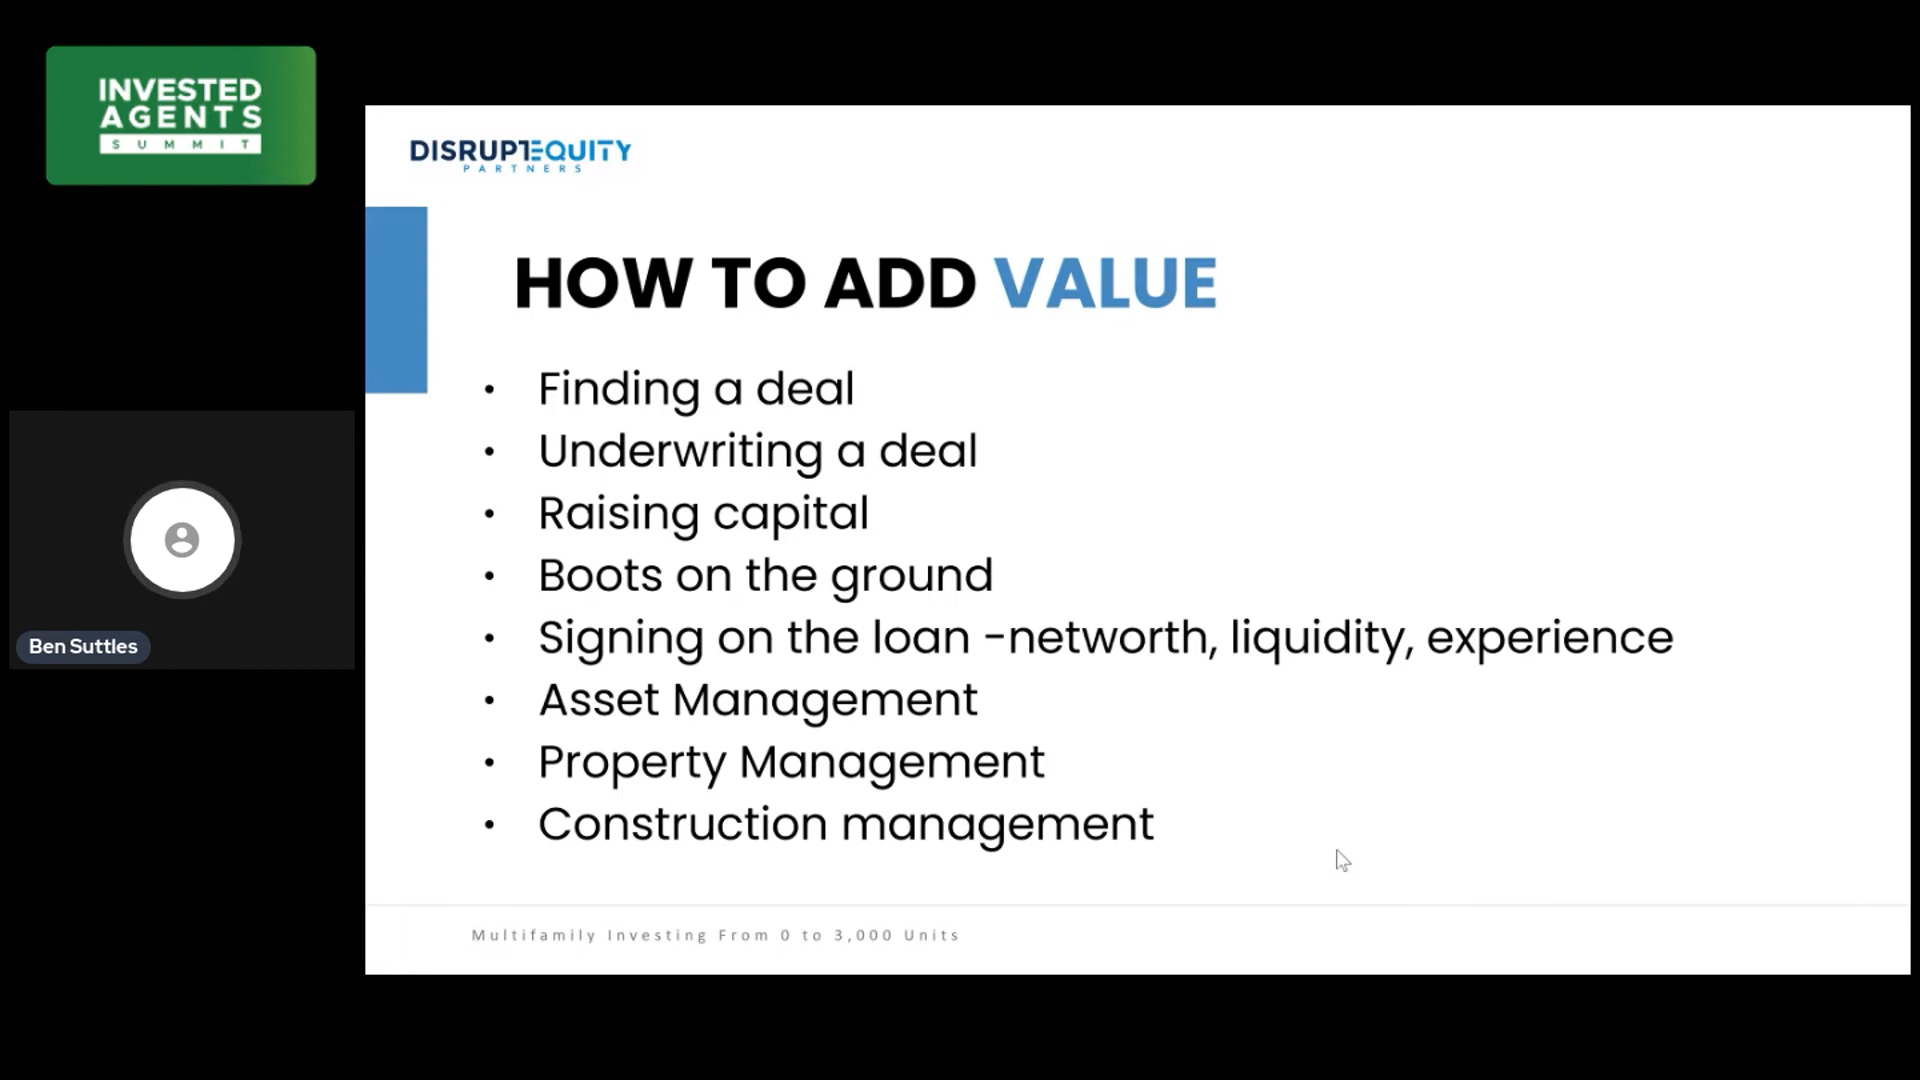 INVESTED
AGENTS
SUMMIT
DISRUPTEQUITY
PARTNERS
HOW TO ADD VALUE
• Finding a deal
• Underwriting a deal
• Raising capital
• Boots on the ground
• Signing on the loan -networth, liquidity, experience
• Asset Management
• Property Management
• Construction management
Ben Suttles
Multifamily Investing From 0 to 3,000 Units